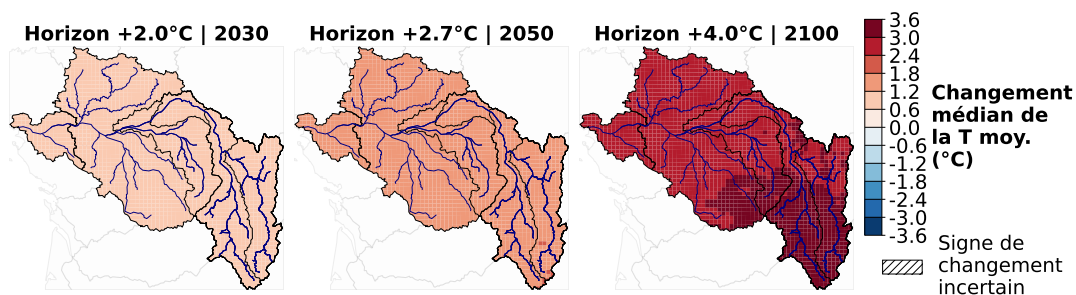 Horizon +2.0°C | 2030
Horizon +2.7°C | 2050
Horizon +4.0°C | 2100
3.6
3.0
2.4
1.8
1.2
0.6
0.0
-0.6
-1.2
-1.8
-2.4
-3.0
-3.6
Changement
médian de
la T moy.
(°C)
Signe de
changement
incertain